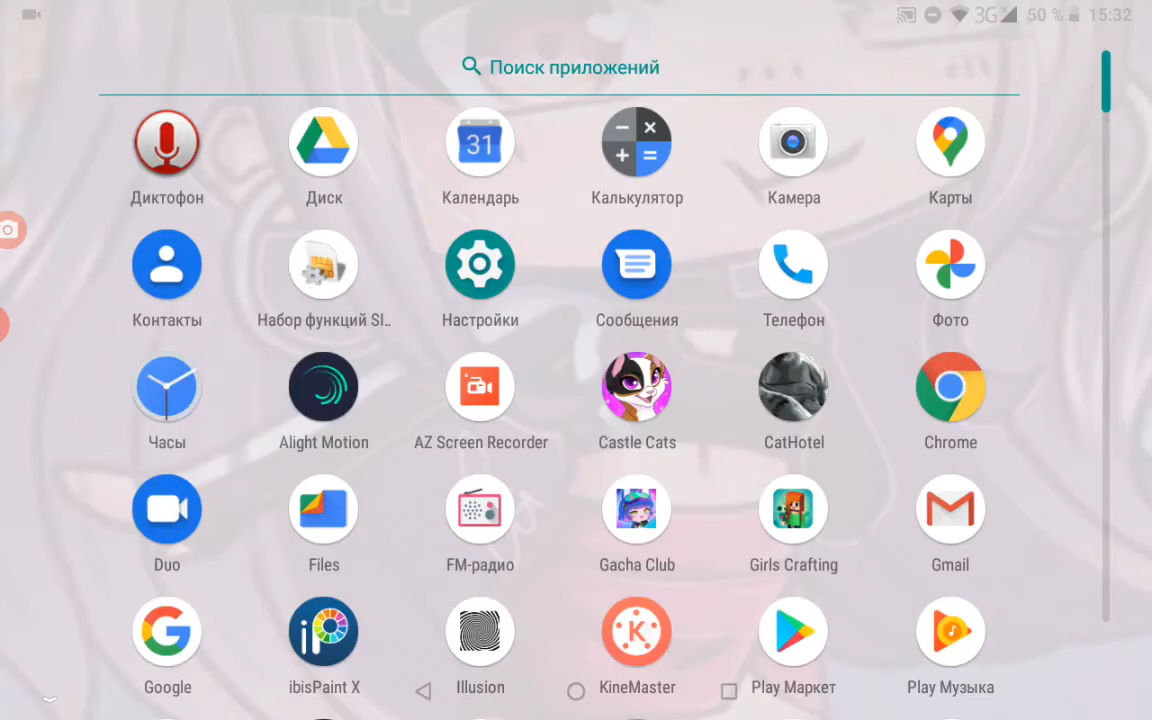 3G 50 % 15:32
Поиск приложений
31
Диктофон Диск Календарь Калькулятор Камера Карты
Контакты Набор функций SI.. Настройки Сообщения Телефон Фото
Часы Alight Motion AZ Screen Recorder Castle Cats CatHotel Chrome
Duo Files FM-радио Gacha Club Girls Crafting Gmail
iP K
Google ibisPaint X Illusion KineMaster Play Маркет Play Музыка